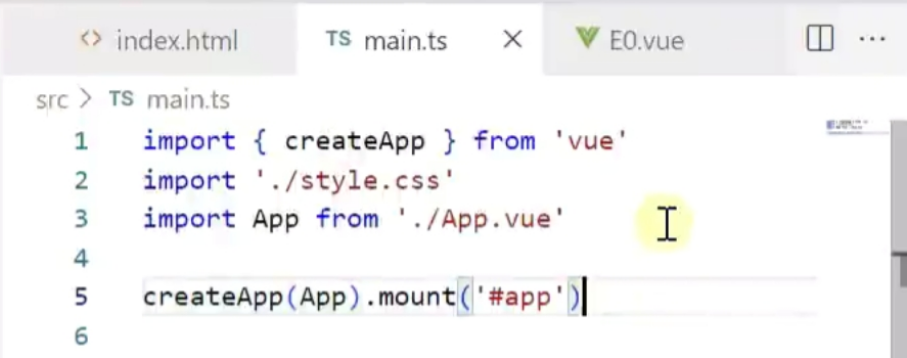 <> index.html TS main.ts × E0.vue ...
src > TS main.ts
1 import { createApp } from 'vue'
2 import './style.css'
3 import App from './App.vue'
4
5 createApp(App).mount('#app')
6